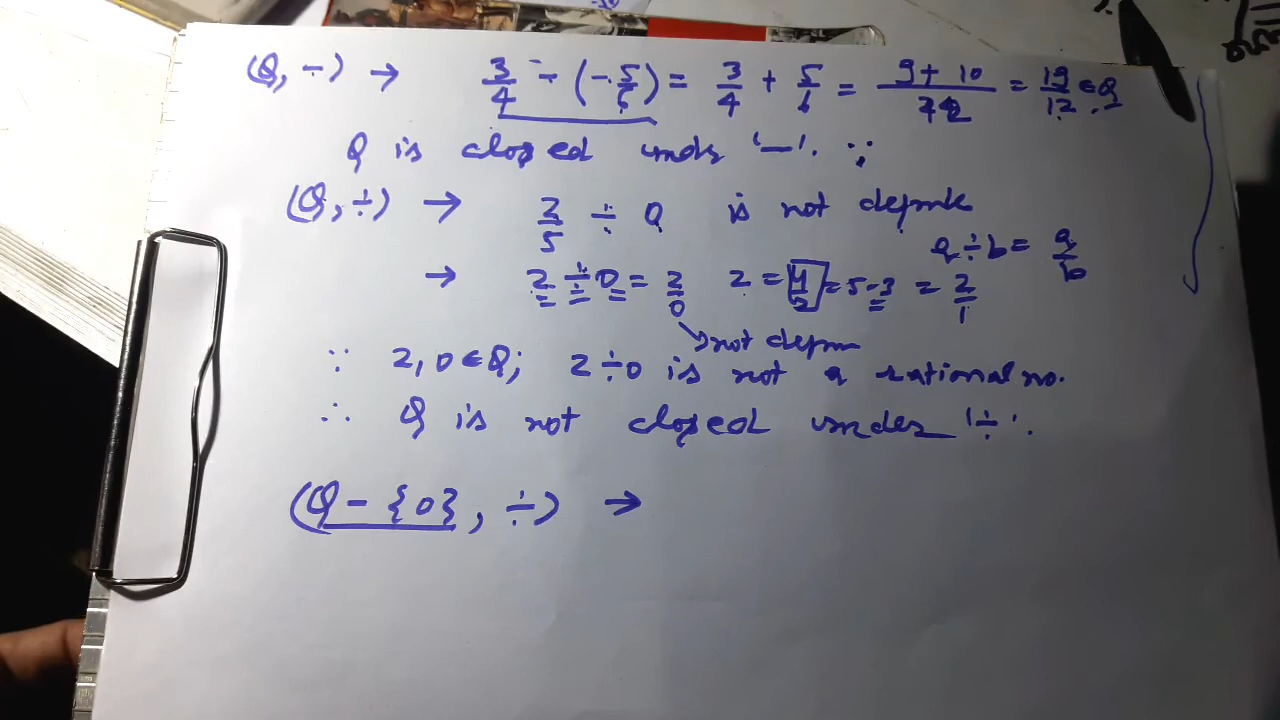 (Q, -) → 3/4 - (-5/6) = 3/4 + 5/6 = 9+10/12 = 19/12 ∈ Q
Q is closed under '-'. ∵
(Q, ÷) → 2/5 ÷ 0 is not define
a÷b = a/b
→ 2 ÷ 0 = 2/0 2 = 4/2 = 5-3 = 2/1
→ not defin
∵ 2, 0 ∈ Q; 2 ÷ 0 is not a rational no.
∴ Q is not closed under '÷'.
(Q - {0}, ÷) →